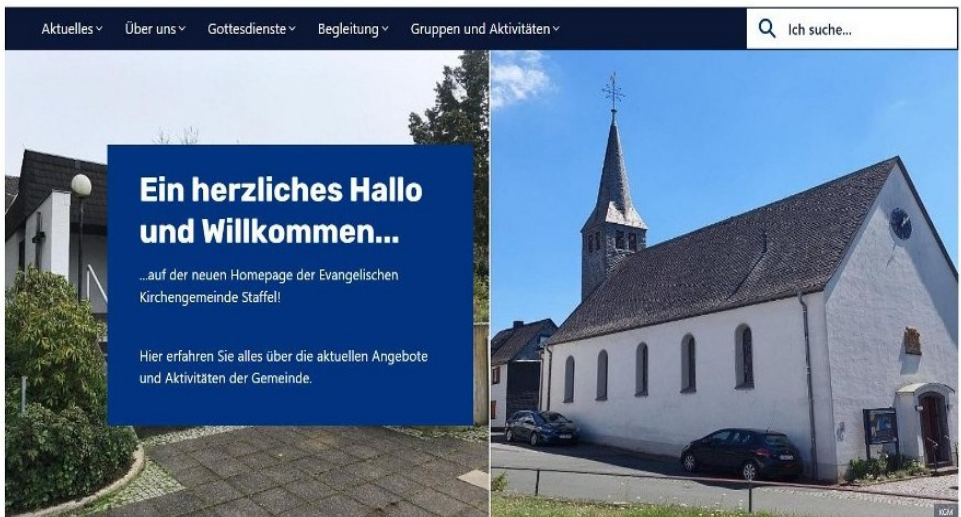 Aktuelles Über uns Gottesdienste Begleitung Gruppen und Aktivitäten Ich suche...
Ein herzliches Hallo
und Willkommen...
...auf der neuen Homepage der Evangelischen
Kirchengemeinde Staffel!
Hier erfahren Sie alles über die aktuellen Angebote
und Aktivitäten der Gemeinde.
KGM